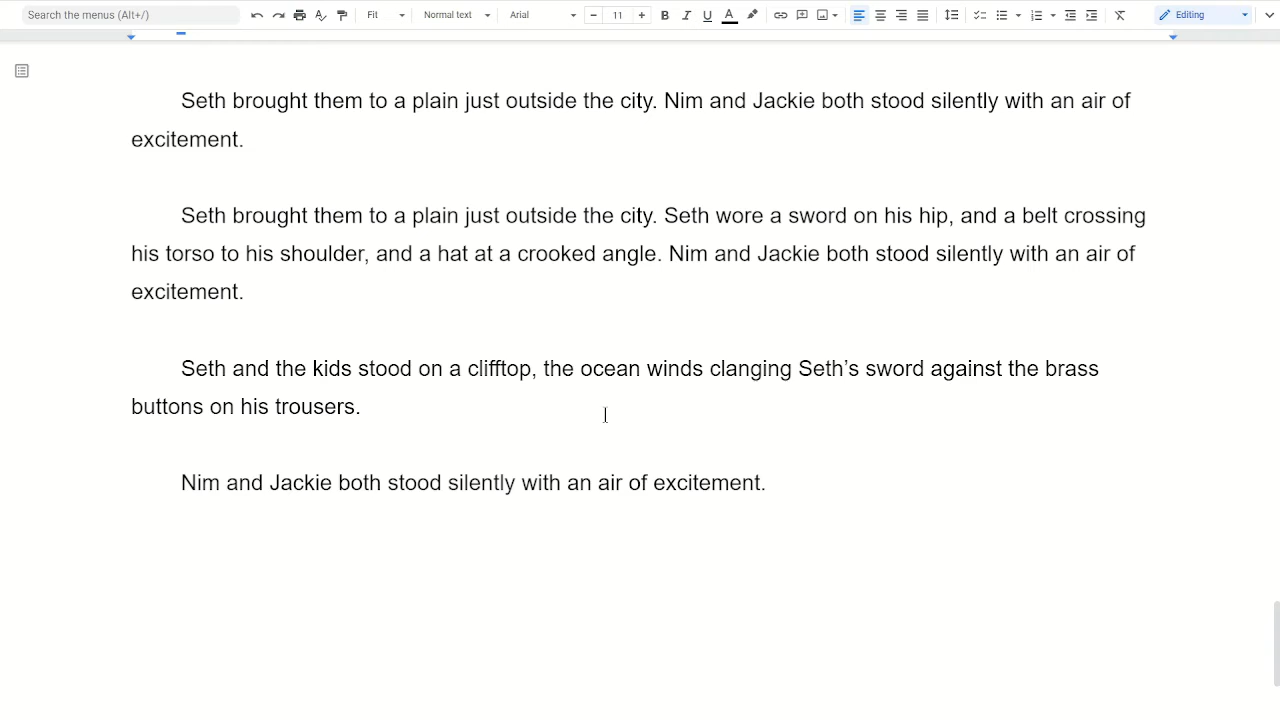 Search the menus (Alt+/)
Fit
Normal text
Arial
11
Editing
Seth brought them to a plain just outside the city. Nim and Jackie both stood silently with an air of
excitement.
Seth brought them to a plain just outside the city. Seth wore a sword on his hip, and a belt crossing
his torso to his shoulder, and a hat at a crooked angle. Nim and Jackie both stood silently with an air of
excitement.
Seth and the kids stood on a clifftop, the ocean winds clanging Seth’s sword against the brass
buttons on his trousers.
Nim and Jackie both stood silently with an air of excitement.